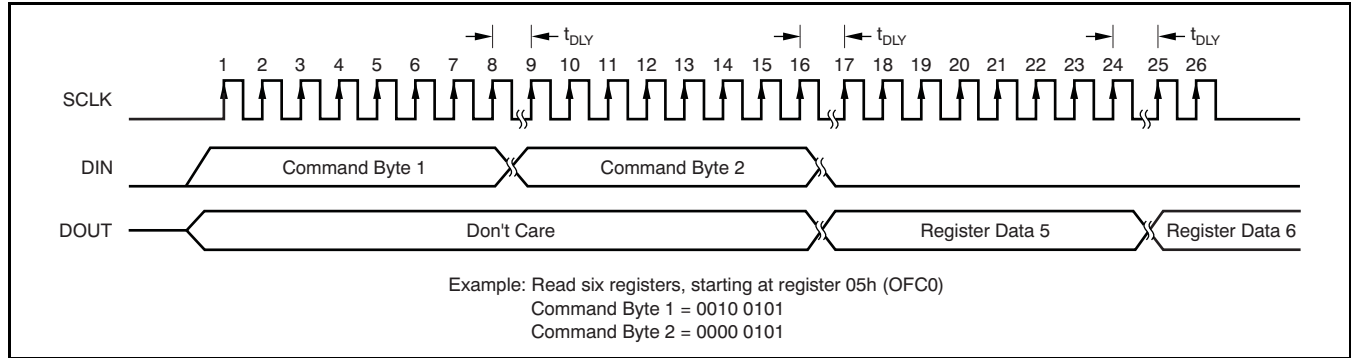 tDLY tDLY tDLY
1 2 3 4 5 6 7 8 9 10 11 12 13 14 15 16 17 18 19 20 21 22 23 24 25 26
SCLK
DIN Command Byte 1 Command Byte 2
DOUT Don't Care Register Data 5 Register Data 6
Example: Read six registers, starting at register 05h (OFC0)
Command Byte 1 = 0010 0101
Command Byte 2 = 0000 0101